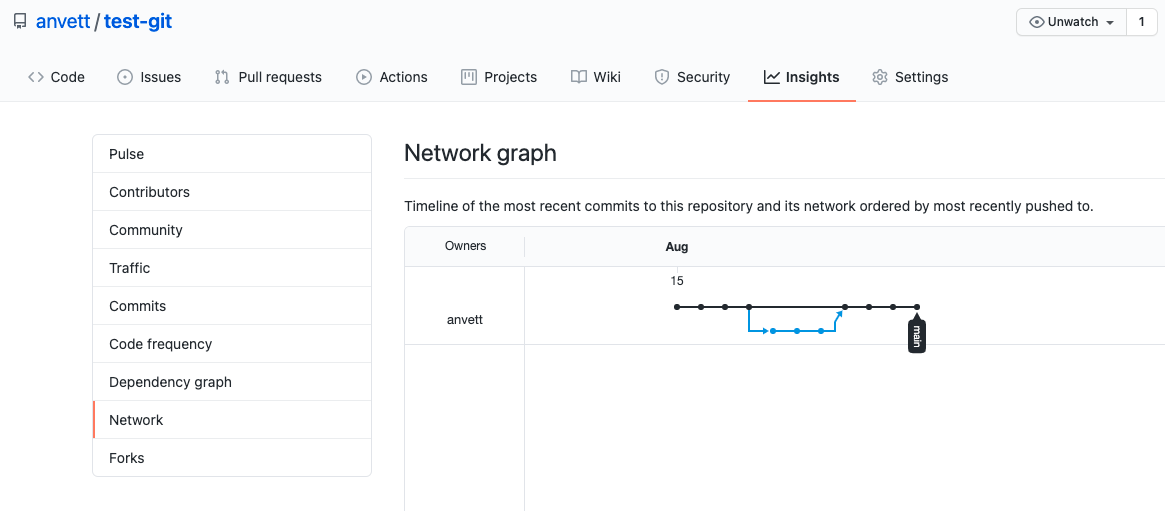 anvett / test-git
Unwatch 1
Code Issues Pull requests Actions Projects Wiki Security Insights Settings
Pulse
Contributors
Community
Traffic
Commits
Code frequency
Dependency graph
Network
Forks
Network graph
Timeline of the most recent commits to this repository and its network ordered by most recently pushed to.
Owners Aug
15
anvett
main